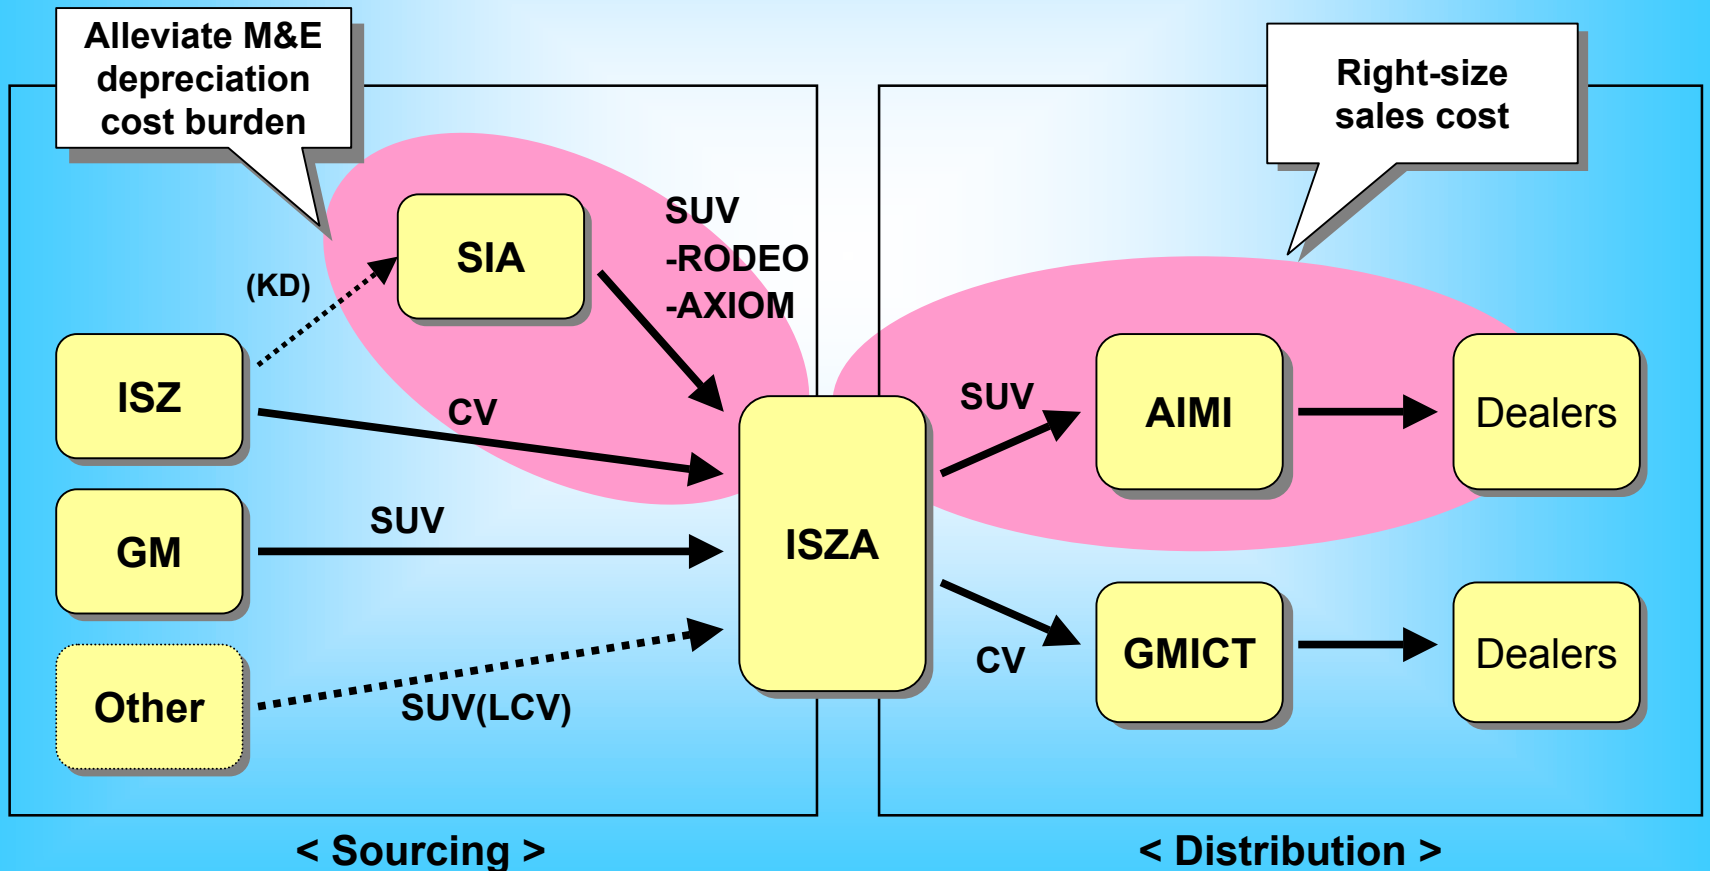 Alleviate M&E
depreciation
cost burden
Right-size
sales cost
SIA
SUV
-RODEO
-AXIOM
(KD)
ISZ
CV
GM
SUV
Other
SUV(LCV)
ISZA
SUV
AIMI
Dealers
CV
GMICT
Dealers
< Sourcing >
< Distribution >